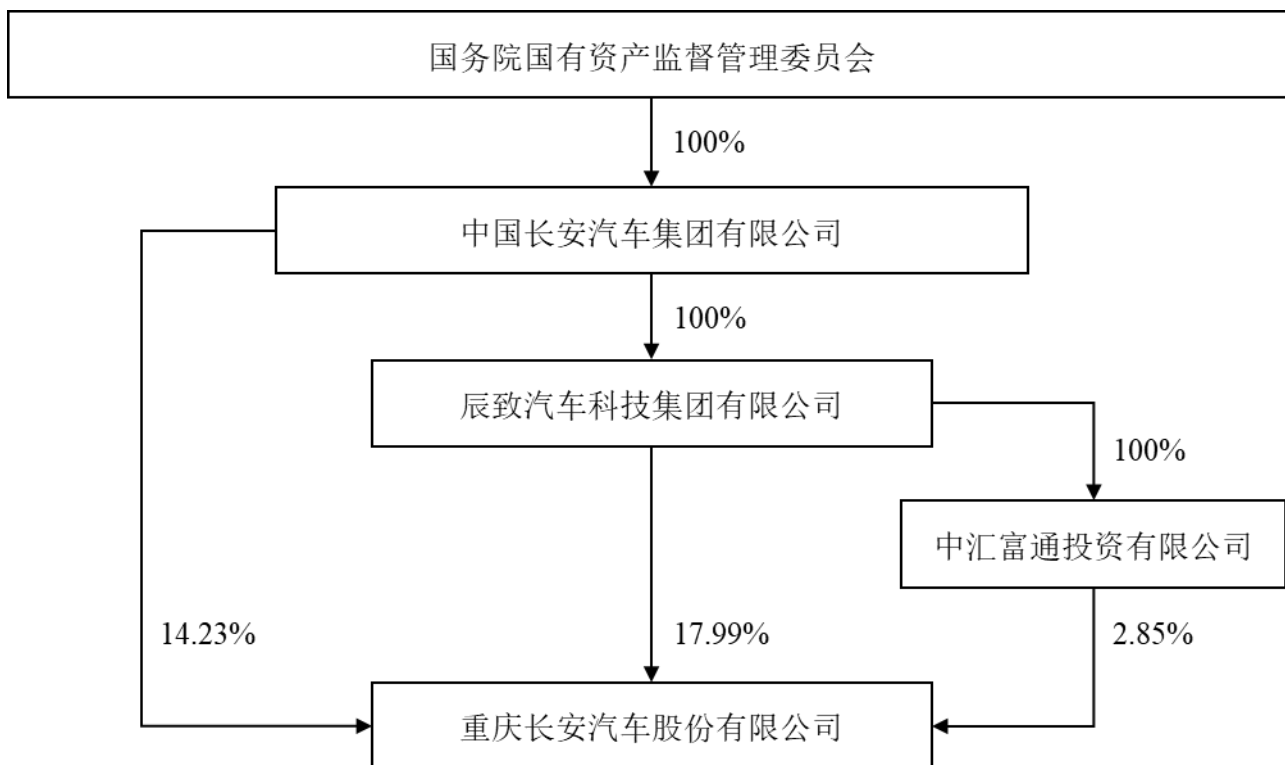 国务院国有资产监督管理委员会
100%
中国长安汽车集团有限公司
100%
辰致汽车科技集团有限公司
100%
中汇富通投资有限公司
14.23%
17.99%
2.85%
重庆长安汽车股份有限公司